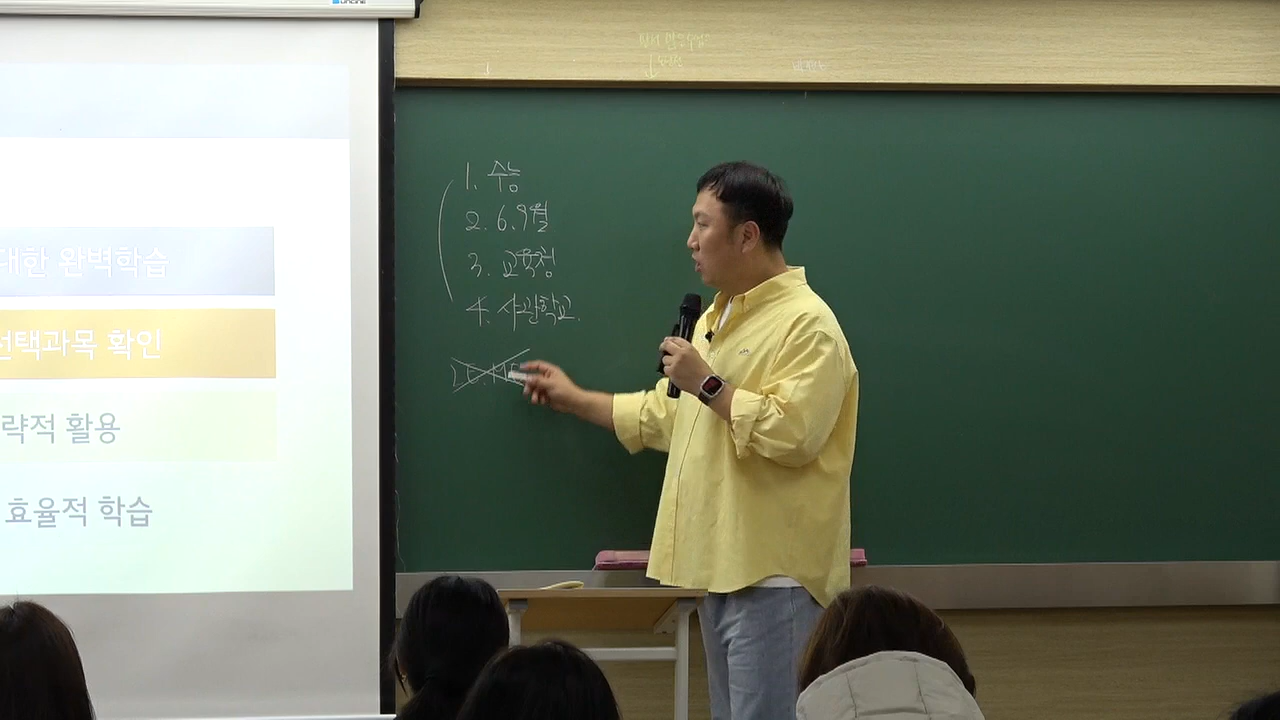 대한 완벽학습
선택과목 확인
략적 활용
효율적 학습
1. 수능
2. 6.9월
3. 교육청
4. 사관학교.